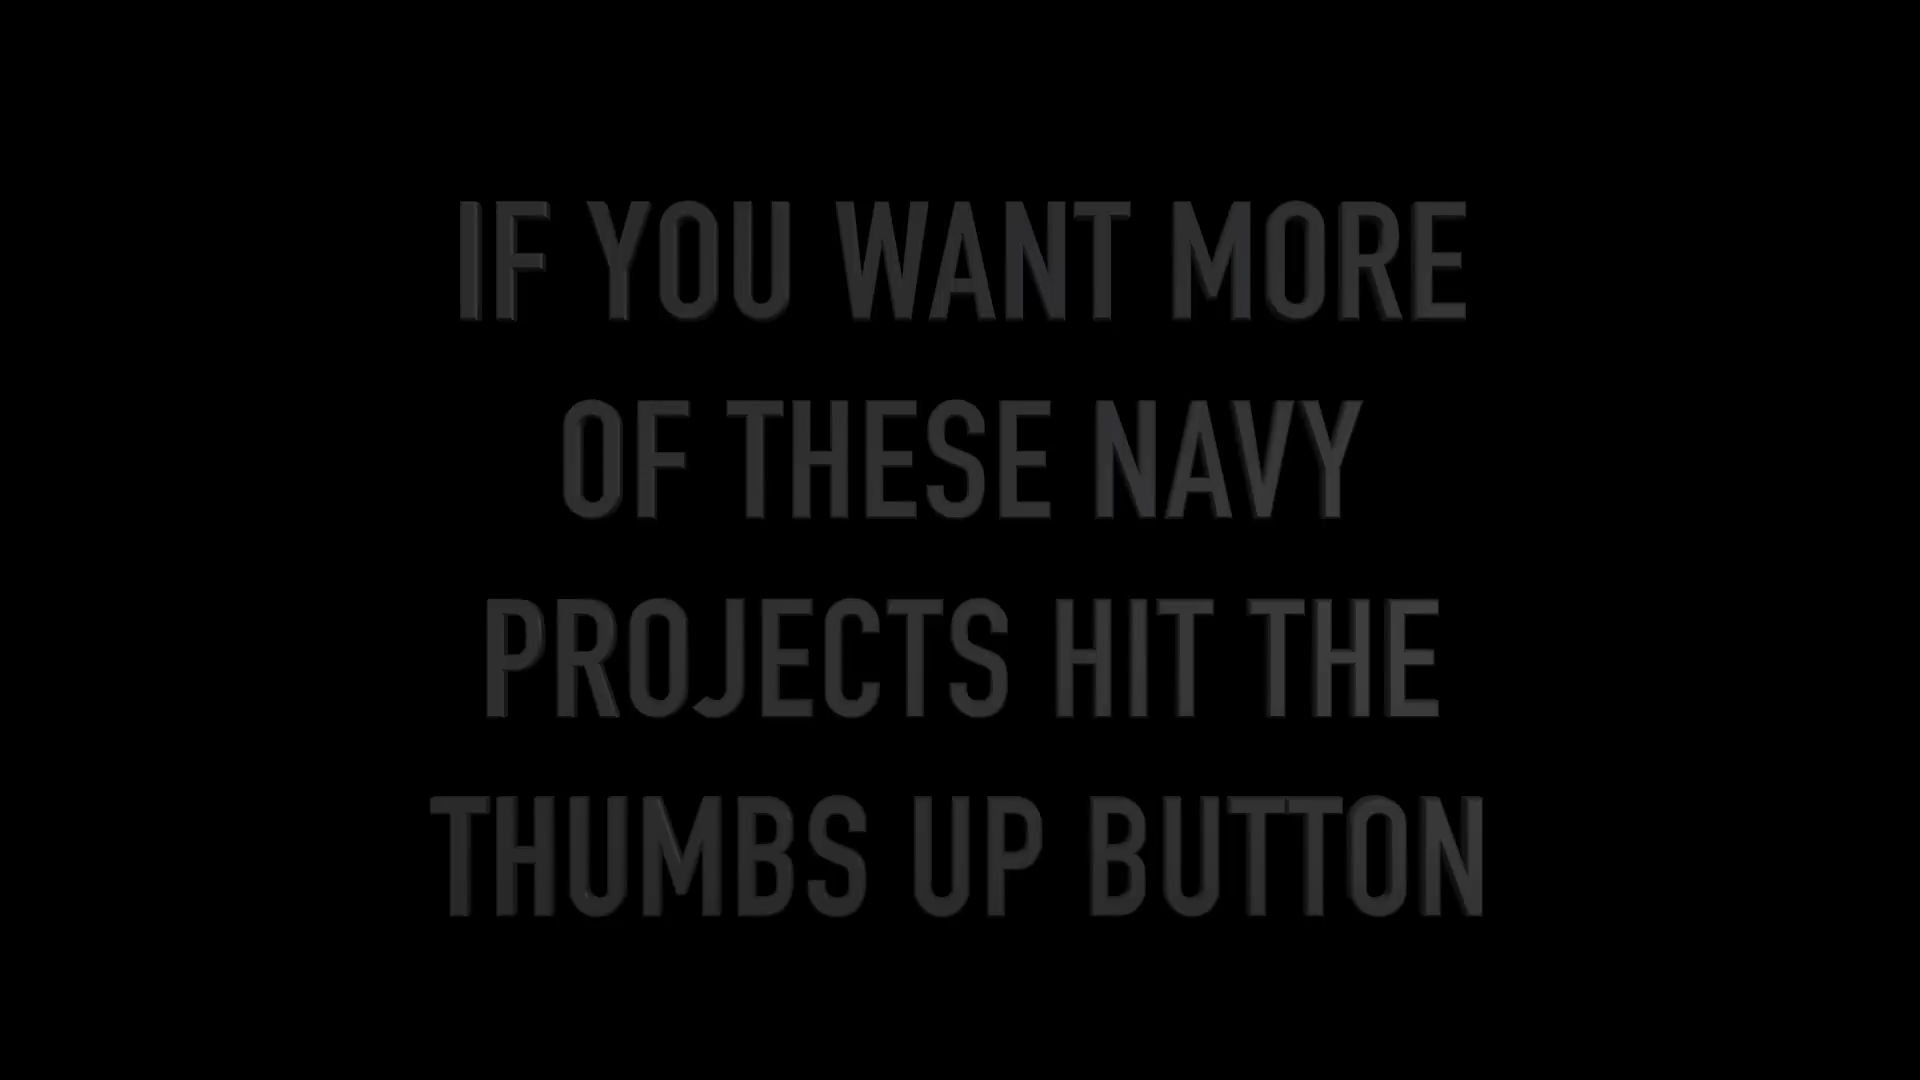 IF YOU WANT MORE
OF THESE NAVY
PROJECTS HIT THE
THUMBS UP BUTTON